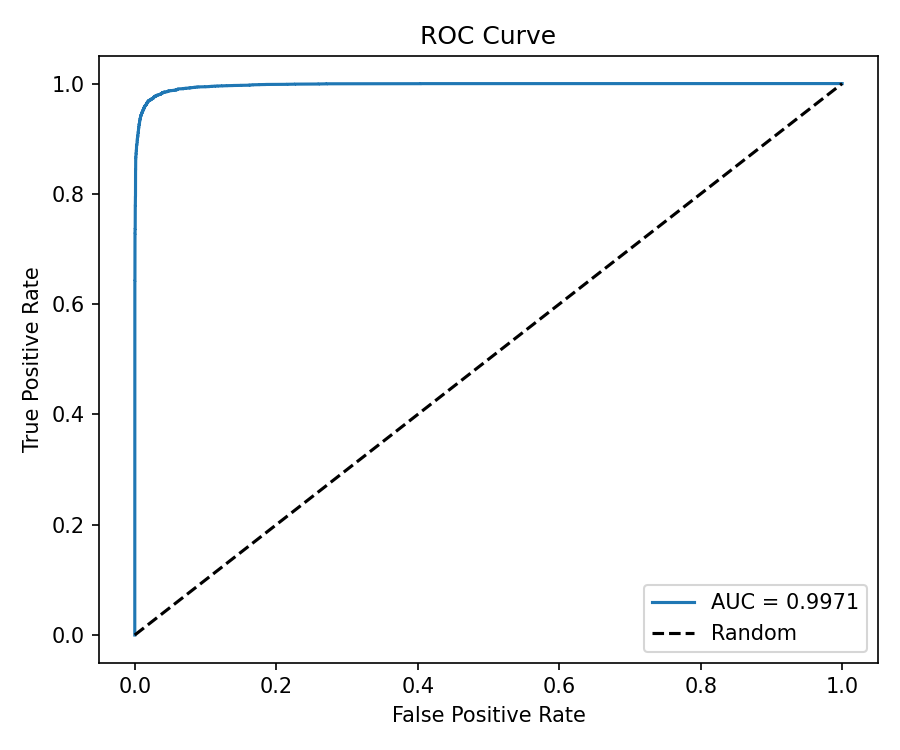 ROC Curve
True Positive Rate
1.0
0.8
0.6
0.4
0.2
0.0
AUC = 0.9971
Random
0.0 0.2 0.4 0.6 0.8 1.0
False Positive Rate